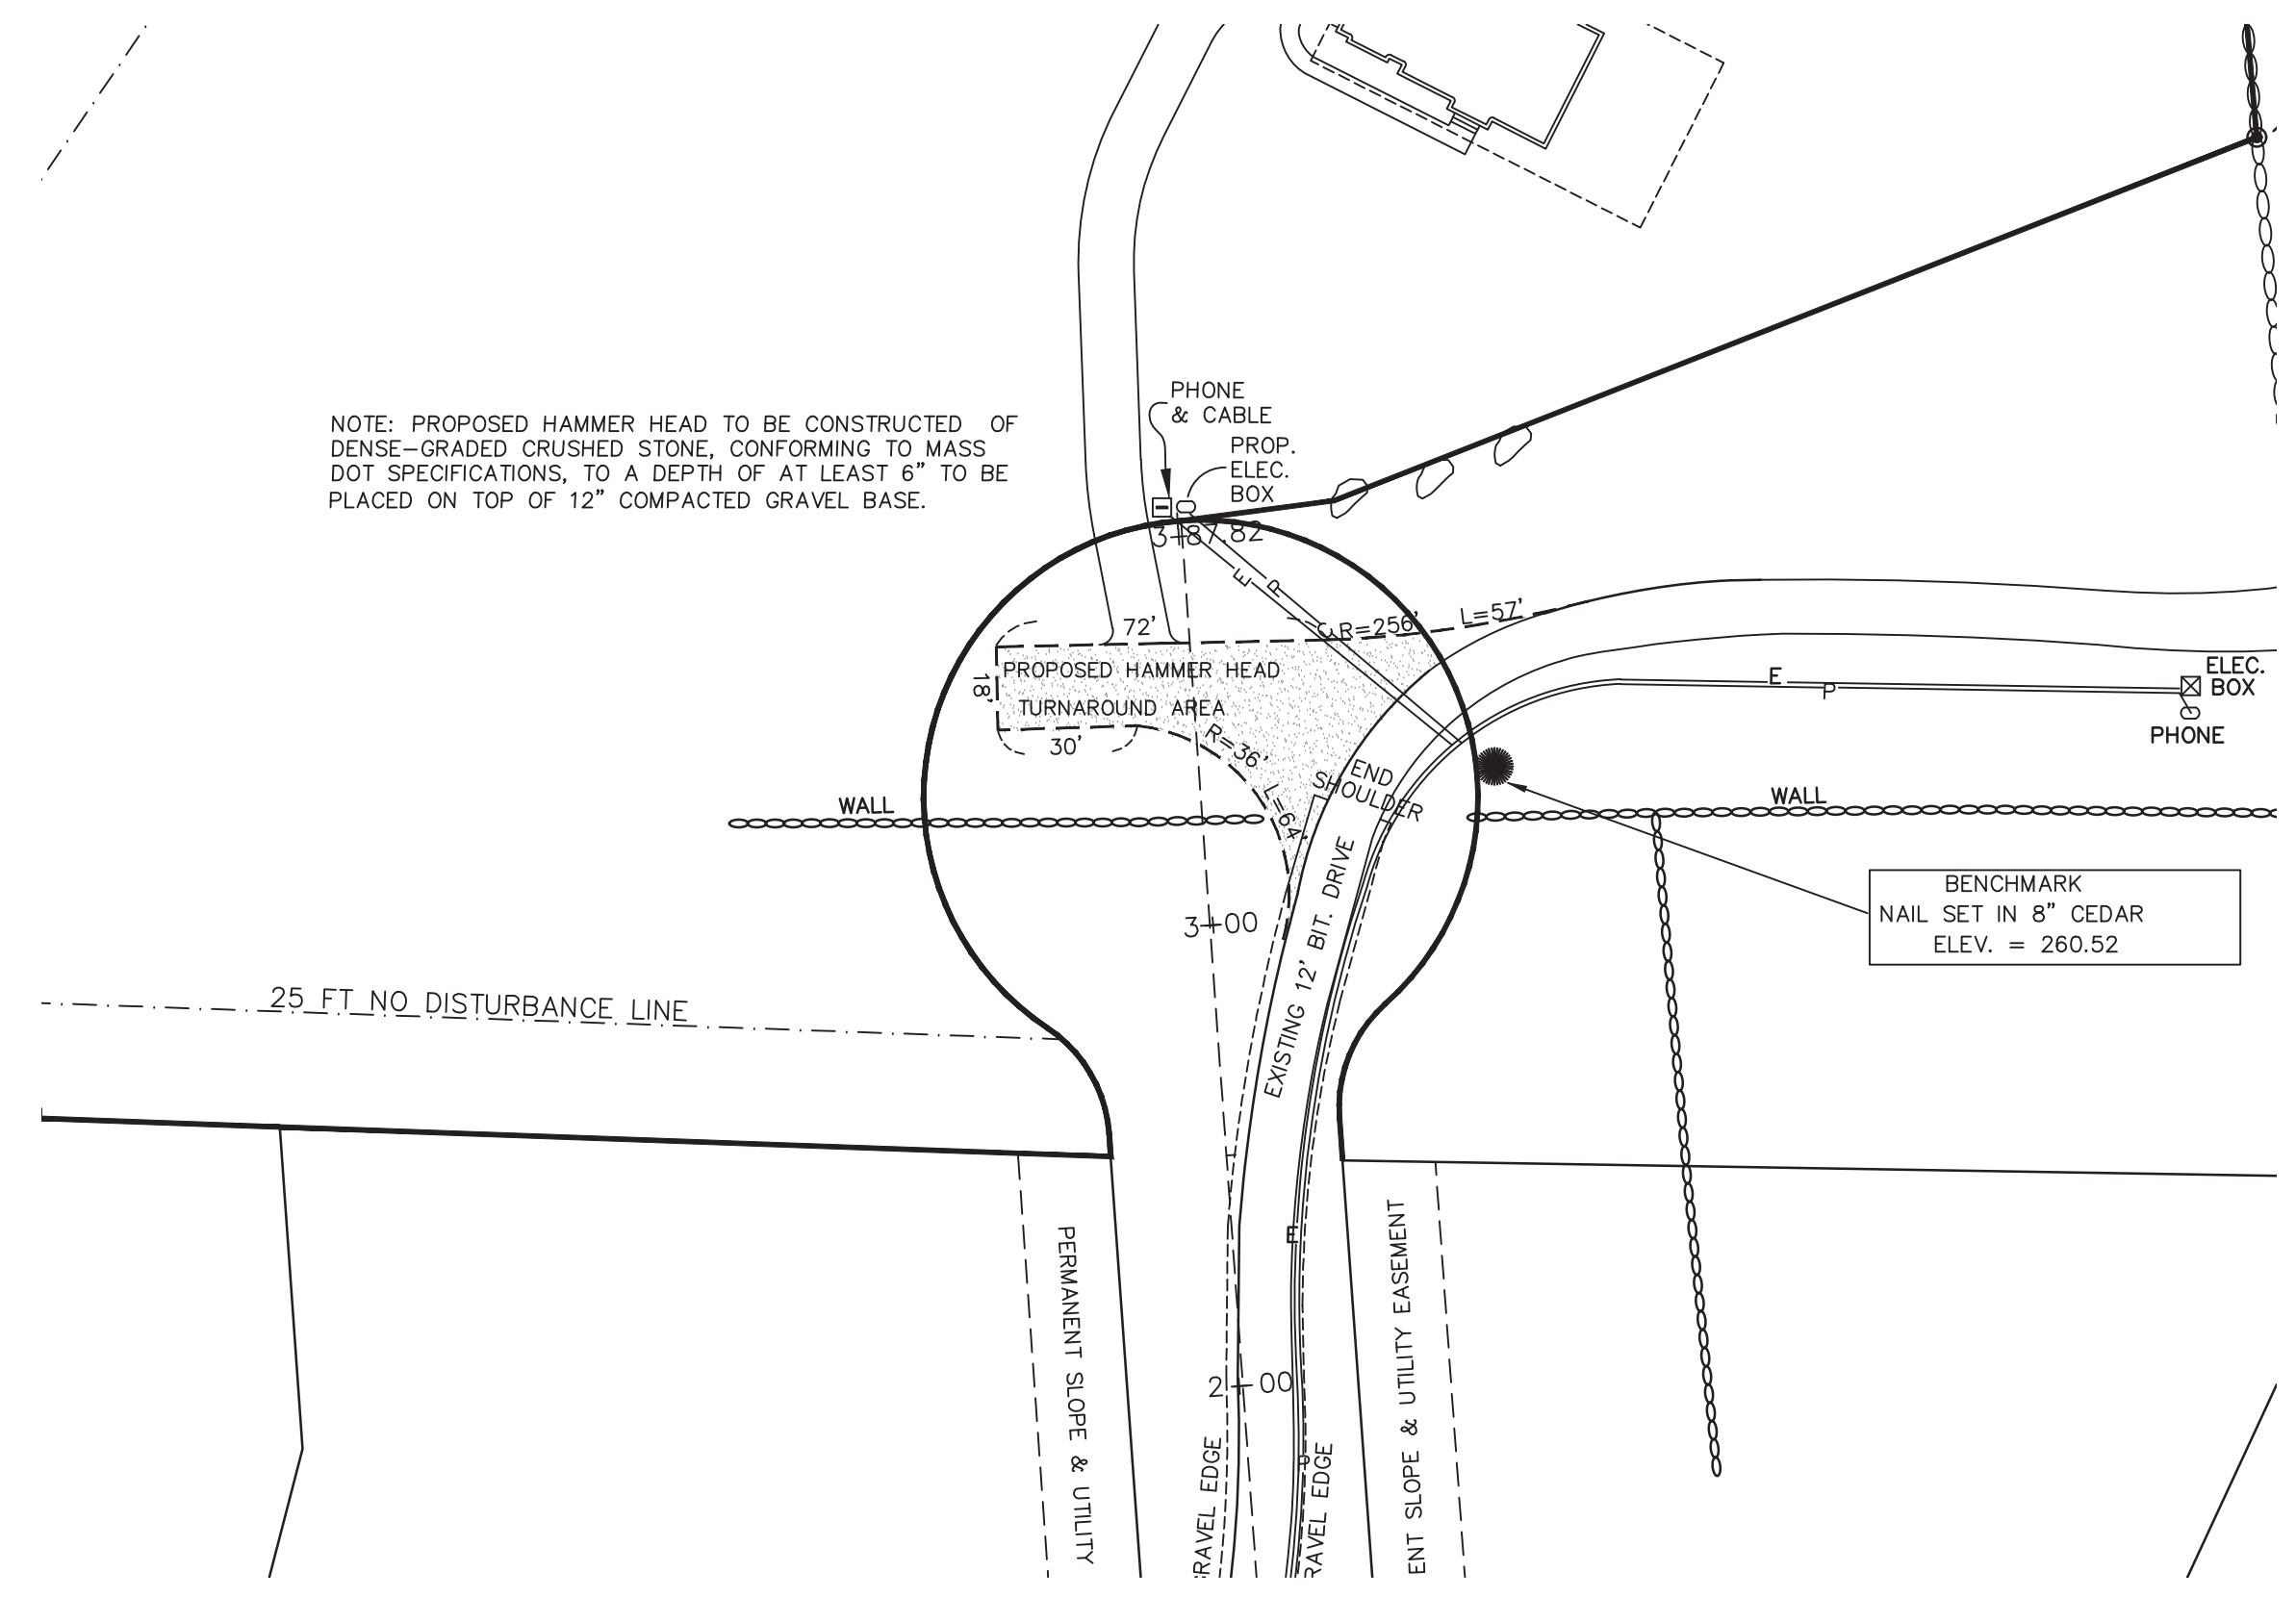 PHONE
& CABLE
PROP.
ELEC.
BOX
NOTE: PROPOSED HAMMER HEAD TO BE CONSTRUCTED OF
DENSE-GRADED CRUSHED STONE, CONFORMING TO MASS
DOT SPECIFICATIONS, TO A DEPTH OF AT LEAST 6" TO BE
PLACED ON TOP OF 12" COMPACTED GRAVEL BASE.
3+87.82
E
P
72'
R=256'
L=57'
PROPOSED HAMMER HEAD
TURNAROUND AREA
18'
30'
R=36'
L=64'
END
SHOULDER
E
P
ELEC.
BOX
PHONE
WALL
WALL
BENCHMARK
NAIL SET IN 8" CEDAR
ELEV. = 260.52
3+00
EXISTING 12' BIT. DRIVE
25 FT NO DISTURBANCE LINE
E
PERMANENT SLOPE & UTILITY
ENT SLOPE & UTILITY EASEMENT
2+00
P
RAVEL EDGE
RAVEL EDGE